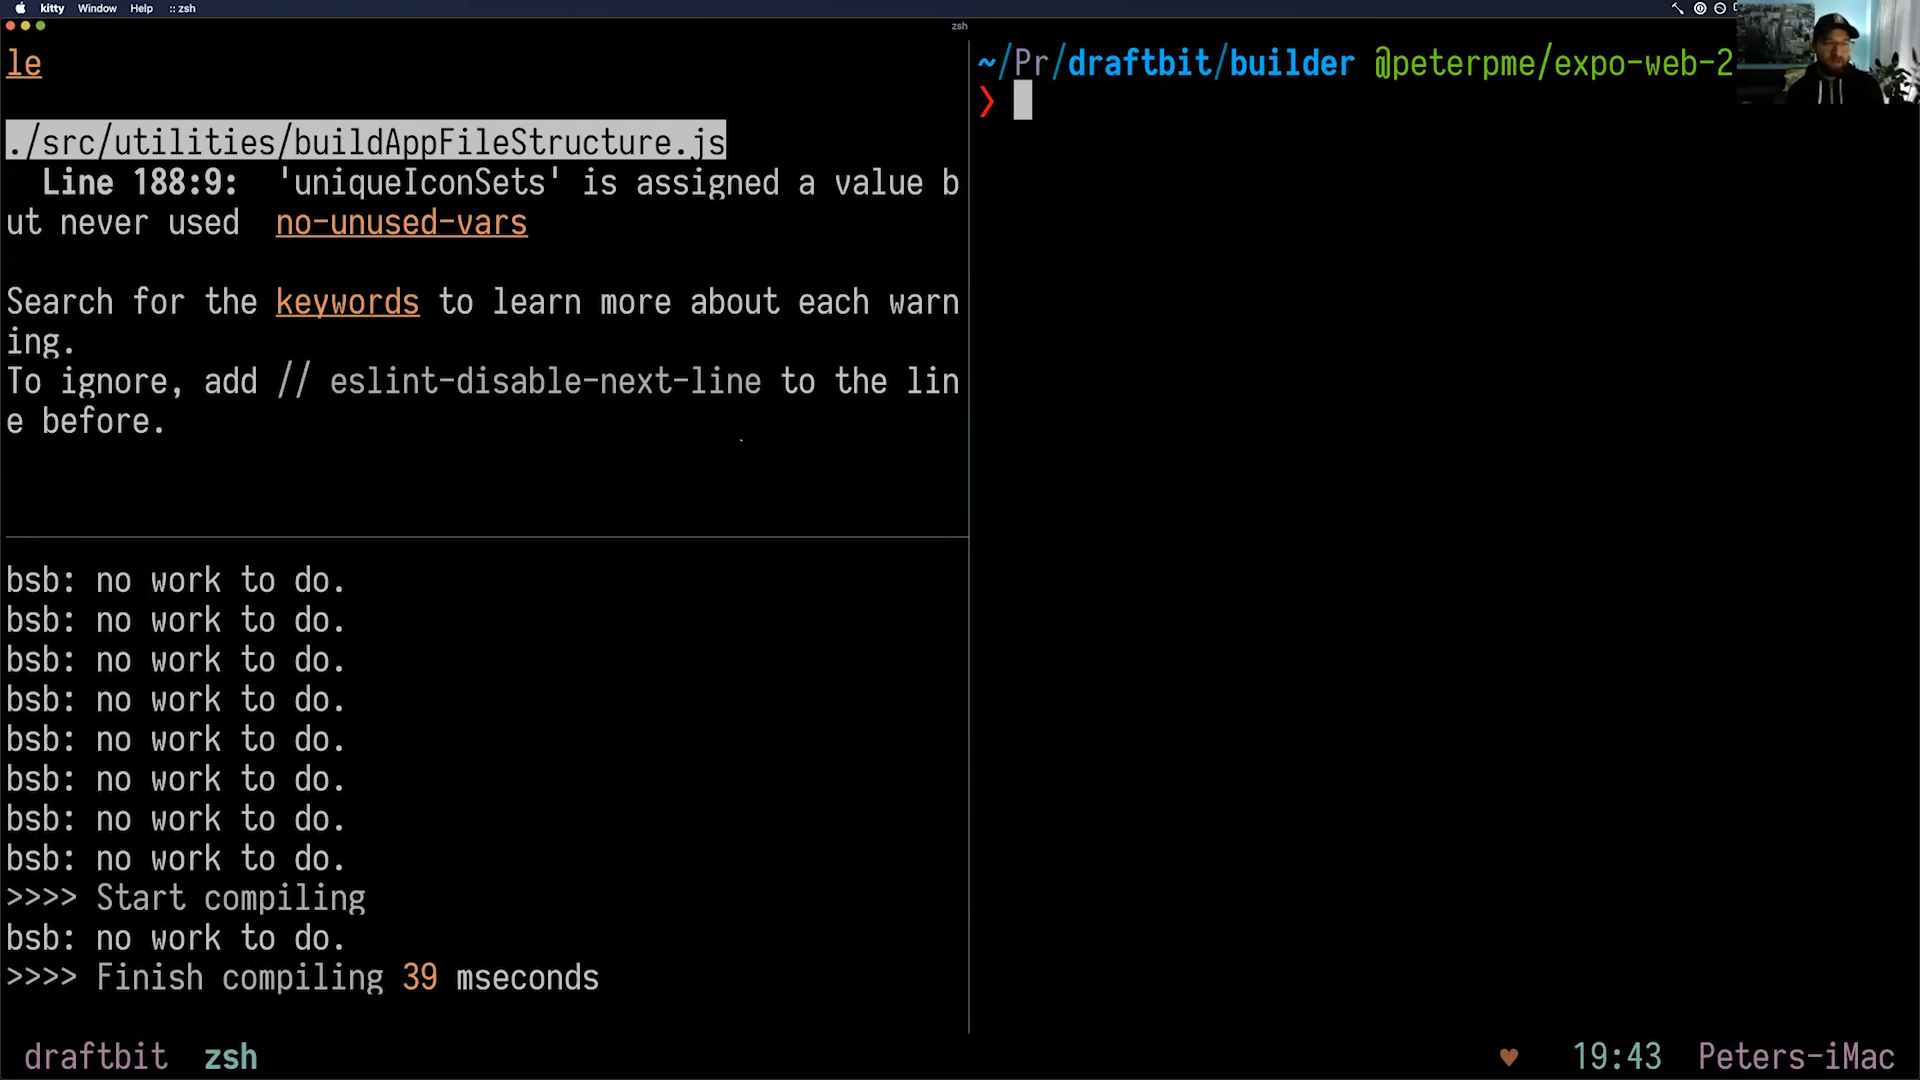 kitty Window Help :: zsh
zsh
le
./src/utilities/buildAppFileStructure.js
Line 188:9: 'uniqueIconSets' is assigned a value b
ut never used no-unused-vars
Search for the keywords to learn more about each warn
ing.
To ignore, add // eslint-disable-next-line to the lin
e before.
bsb: no work to do.
bsb: no work to do.
bsb: no work to do.
bsb: no work to do.
bsb: no work to do.
bsb: no work to do.
bsb: no work to do.
bsb: no work to do.
>>>> Start compiling
bsb: no work to do.
>>>> Finish compiling 39 mseconds
~/Pr/draftbit/builder @peterpme/expo-web-2
❯
draftbit zsh
♥ 19:43 Peters-iMac